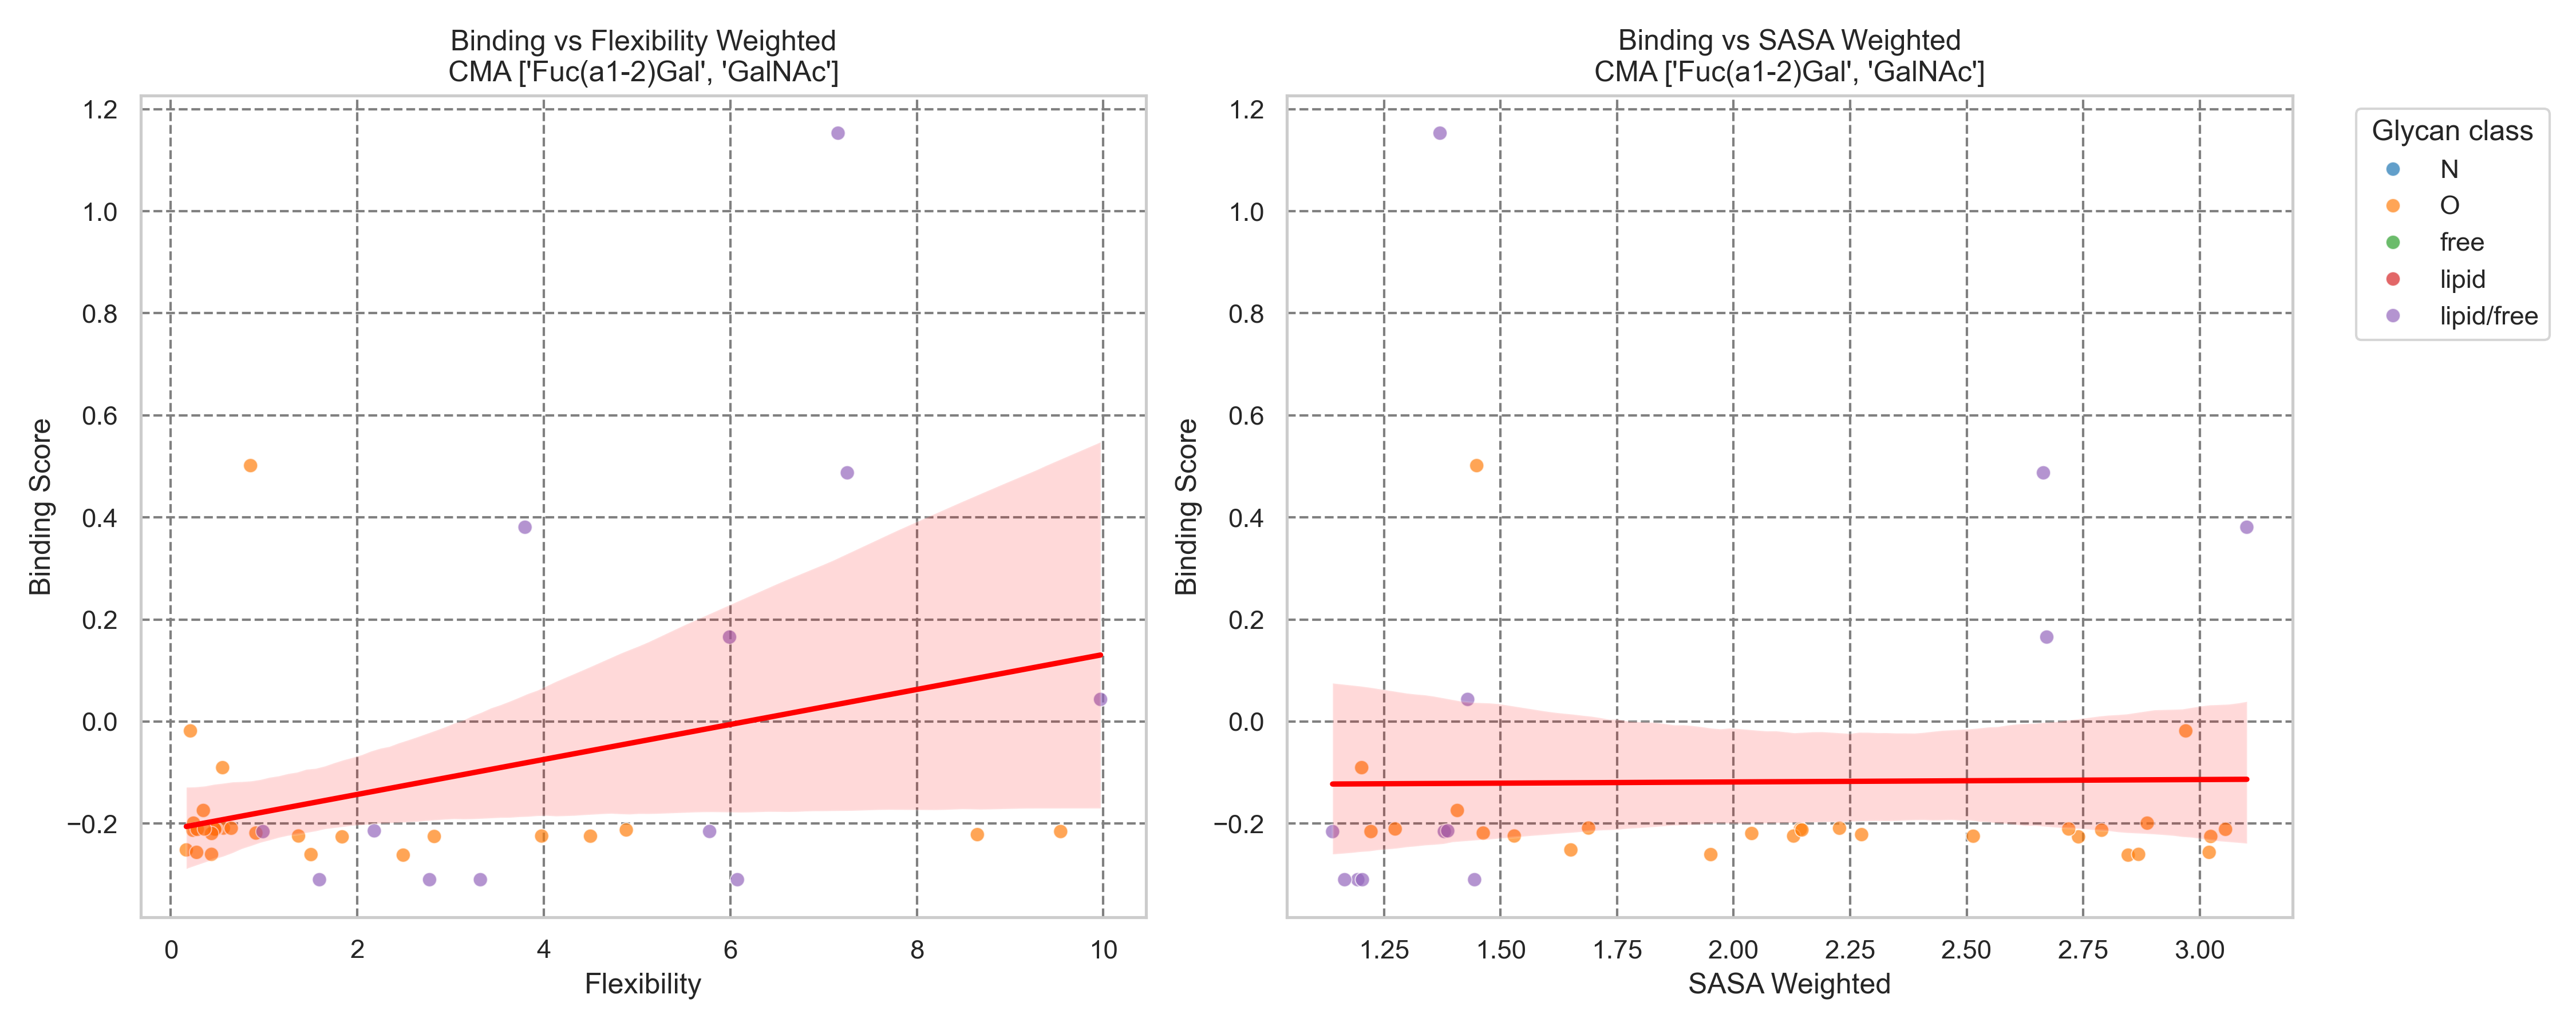 Binding vs Flexibility Weighted
CMA ['Fuc(a1-2)Gal', 'GalNAc']
1.2
1.0
0.8
0.6
0.4
0.2
0.0
−0.2
Binding Score
0
2
4
6
8
10
Flexibility
Binding vs SASA Weighted
CMA ['Fuc(a1-2)Gal', 'GalNAc']
1.2
1.0
0.8
0.6
0.4
0.2
0.0
−0.2
Binding Score
1.25
1.50
1.75
2.00
2.25
2.50
2.75
3.00
SASA Weighted
Glycan class
N
O
free
lipid
lipid/free